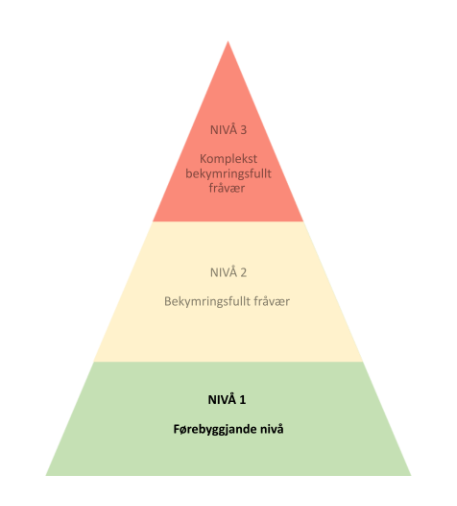 NIVÅ 3
Komplekst
bekymringsfullt
fråvær
NIVÅ 2
Bekymringsfullt fråvær
NIVÅ 1
Førebyggjande nivå